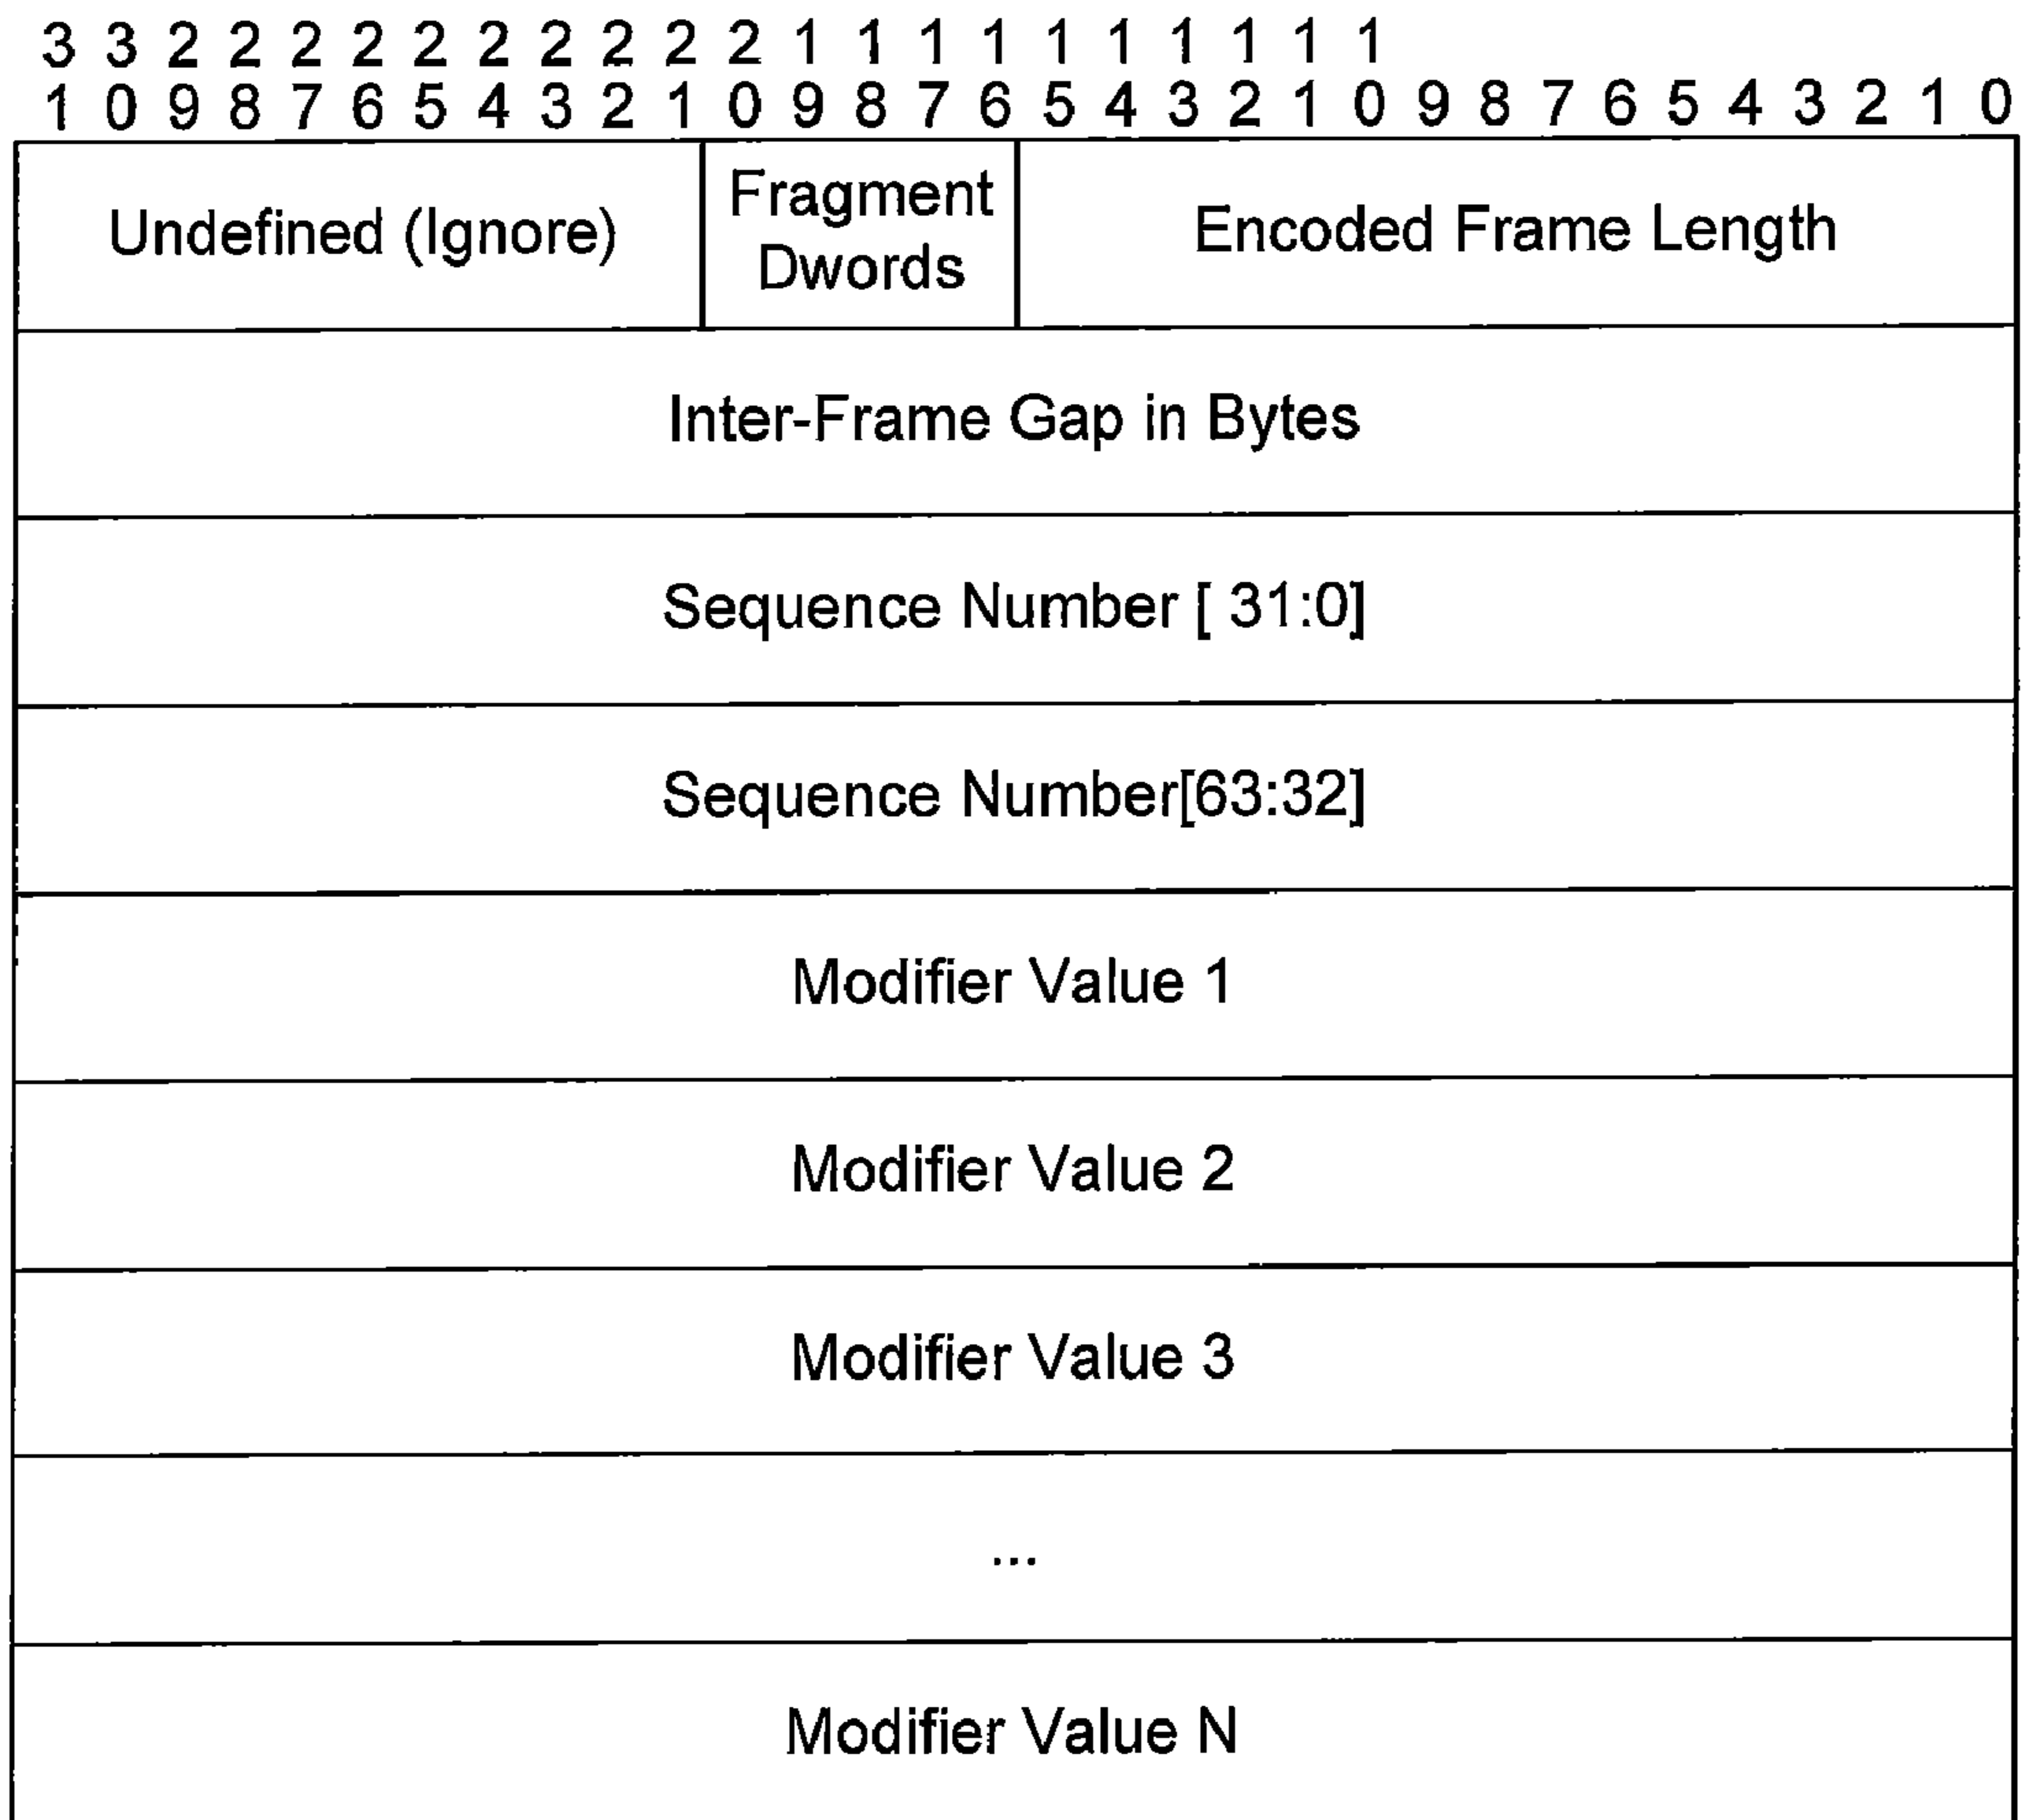 3 3 2 2 2 2 2 2 2 2 2 2 1 1 1 1 1 1 1 1 1 1
1 0 9 8 7 6 5 4 3 2 1 0 9 8 7 6 5 4 3 2 1 0 9 8 7 6 5 4 3 2 1 0
Undefined (Ignore)
Fragment
Dwords
Encoded Frame Length
Inter-Frame Gap in Bytes
Sequence Number [ 31:0]
Sequence Number[63:32]
Modifier Value 1
Modifier Value 2
Modifier Value 3
...
Modifier Value N